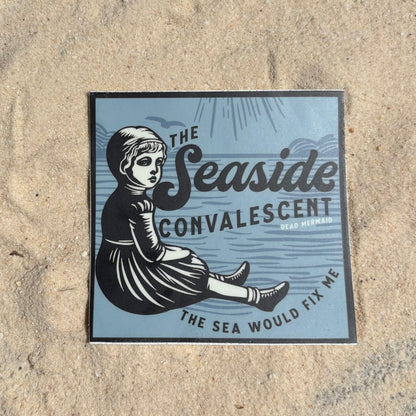 THE
Seaside
CONVALESCENT
DEAD MERMAID
THE SEA WOULD FIX ME